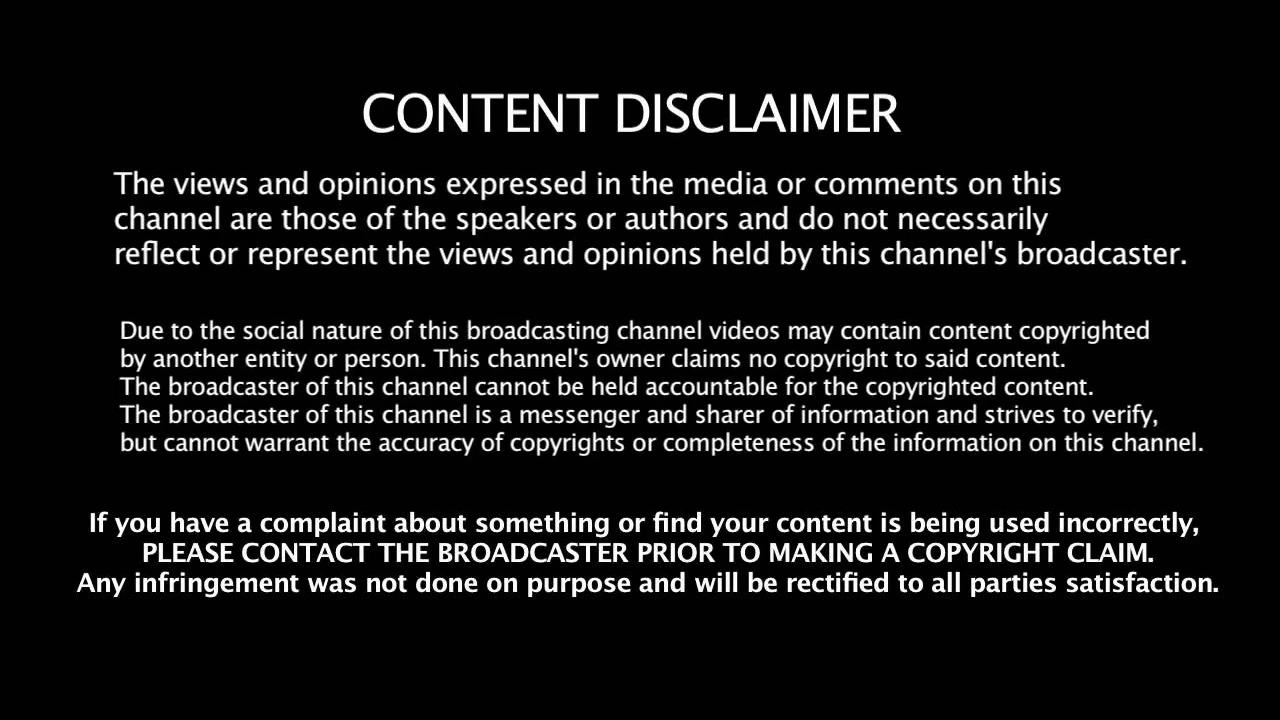 CONTENT DISCLAIMER
The views and opinions expressed in the media or comments on this
channel are those of the speakers or authors and do not necessarily
reflect or represent the views and opinions held by this channel's broadcaster.
Due to the social nature of this broadcasting channel videos may contain content copyrighted
by another entity or person. This channel's owner claims no copyright to said content.
The broadcaster of this channel cannot be held accountable for the copyrighted content.
The broadcaster of this channel is a messenger and sharer of information and strives to verify,
but cannot warrant the accuracy of copyrights or completeness of the information on this channel.
If you have a complaint about something or find your content is being used incorrectly,
PLEASE CONTACT THE BROADCASTER PRIOR TO MAKING A COPYRIGHT CLAIM.
Any infringement was not done on purpose and will be rectified to all parties satisfaction.